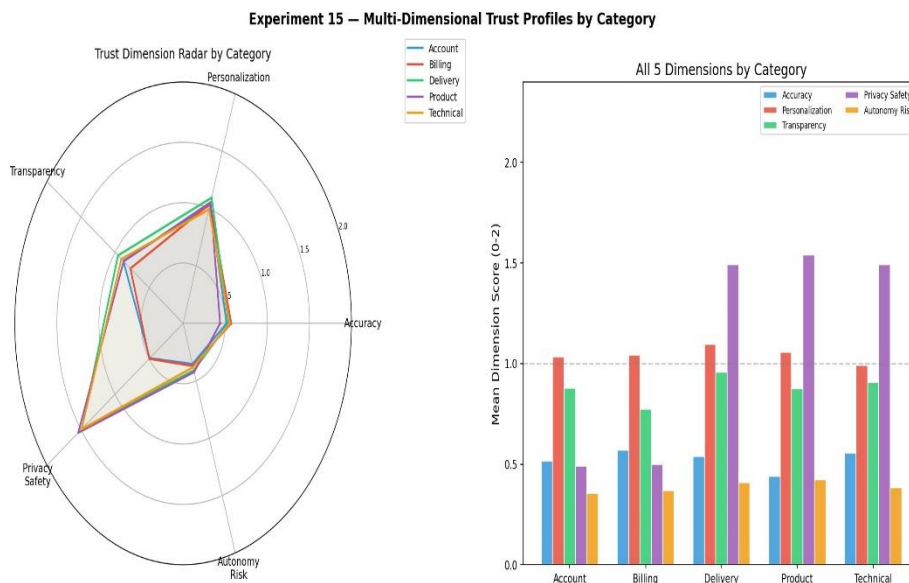 Experiment 15 — Multi-Dimensional Trust Profiles by Category
Trust Dimension Radar by Category
Account
Billing
Delivery
Product
Technical
Personalization
Transparency
Accuracy
Privacy
Safety
Autonomy
Risk
.5
1.0
1.5
2.0
All 5 Dimensions by Category
Accuracy
Personalization
Transparency
Privacy Safety
Autonomy Risk
Mean Dimension Score (0-2)
2.0
1.5
1.0
0.5
0.0
Account
Billing
Delivery
Product
Technical